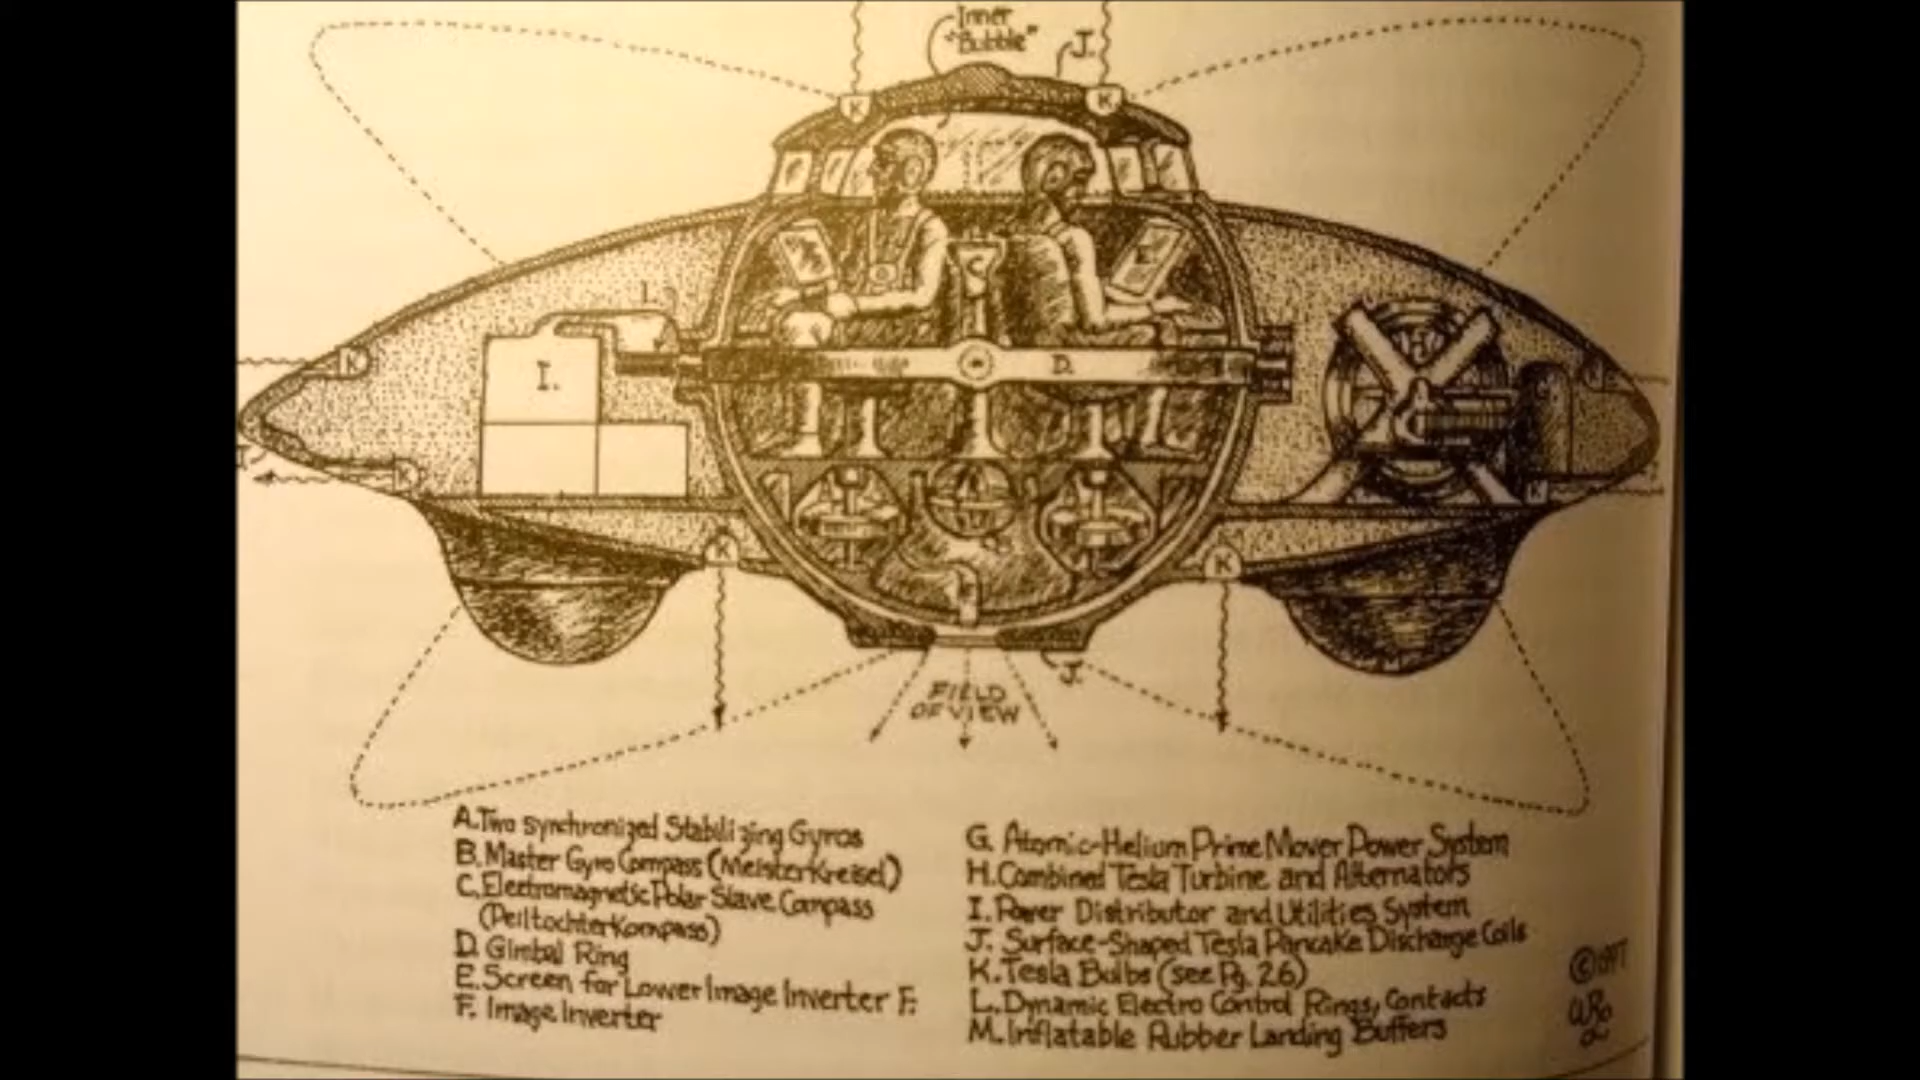 Inner
"Bubble"
J.
K
K
L
C
E
K
I.
H
D.
K
K
K
J.
FIELD
OF VIEW
A. Two Synchronized Stabilizing Gyros
B. Master Gyro Compass (Meisterkreisel)
C. Electromagnetic Polar Slave Compass
(Peiltochterkompass)
D. Gimbal Ring
E. Screen for Lower Image Inverter F.
F. Image Inverter
G. Atomic-Helium Prime Mover Power System
H. Combined Tesla Turbine and Alternators
I. Power Distributor and Utilities System
J. Surface-Shaped Tesla Pancake Discharge Coils
K. Tesla Bulbs (see Pg. 26)
L. Dynamic Electro Control Rings, Contacts
M. Inflatable Rubber Landing Buffers
©